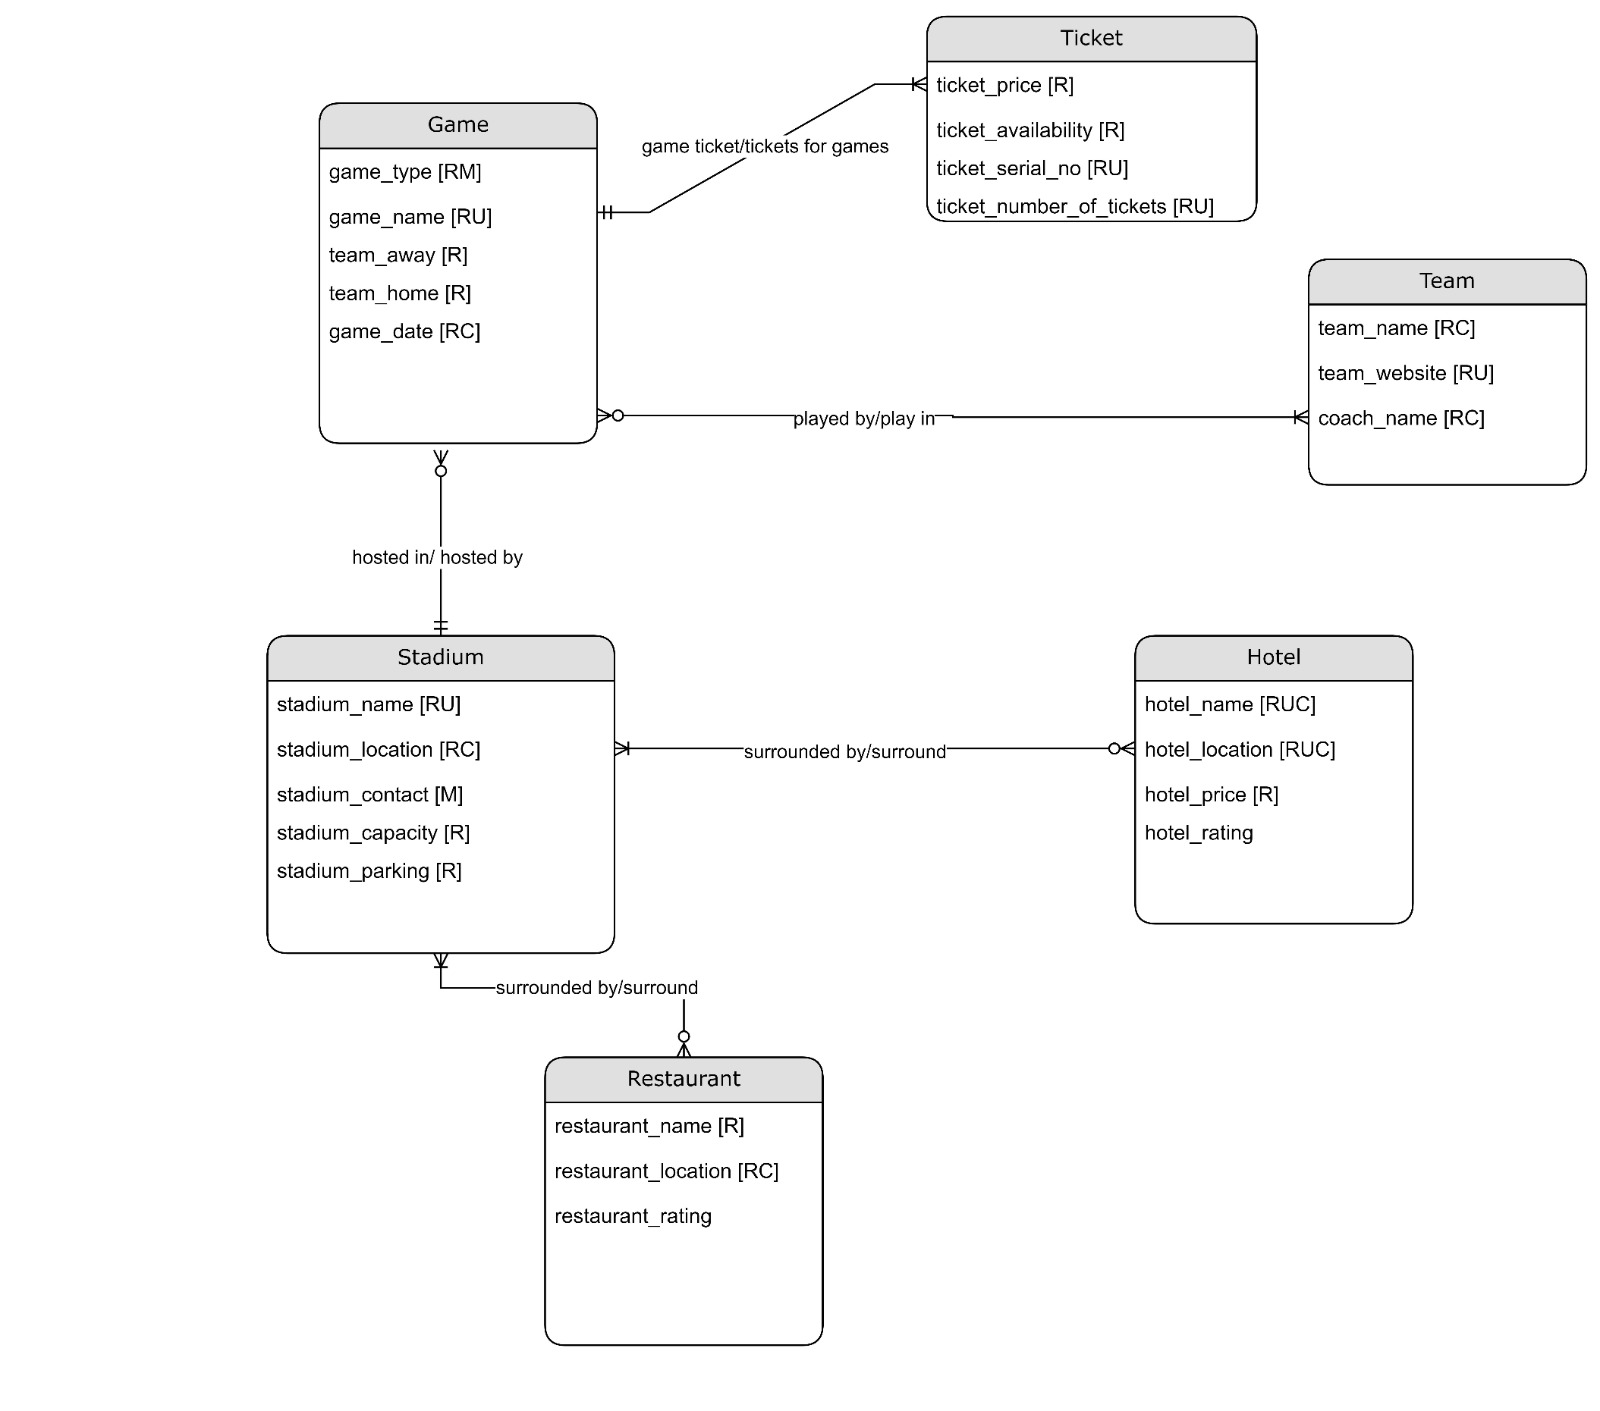 Ticket
ticket_price [R]
ticket_availability [R]
ticket_serial_no [RU]
ticket_number_of_tickets [RU]
Game
game_type [RM]
game_name [RU]
team_away [R]
team_home [R]
game_date [RC]
game ticket/tickets for games
Team
team_name [RC]
team_website [RU]
coach_name [RC]
played by/play in
hosted in/ hosted by
Stadium
stadium_name [RU]
stadium_location [RC]
stadium_contact [M]
stadium_capacity [R]
stadium_parking [R]
surrounded by/surround
Hotel
hotel_name [RUC]
hotel_location [RUC]
hotel_price [R]
hotel_rating
surrounded by/surround
Restaurant
restaurant_name [R]
restaurant_location [RC]
restaurant_rating